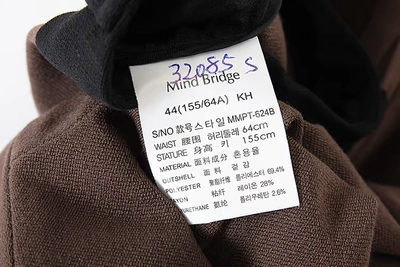 32085 S
Mind Bridge
44(155/64A) KH
S/NO 款号 스타일 MMPT-624B
WAIST 腰围 허리둘레 64cm
STATURE 身高 키 155cm
MATERIAL 面料成分 혼용율
OUTSHELL 面料 겉감
POLYESTER 聚酯纤维 폴리에스터 69.4%
RAYON 粘纤 레이온 28%
URETHANE 氨纶 폴리우레탄 2.6%